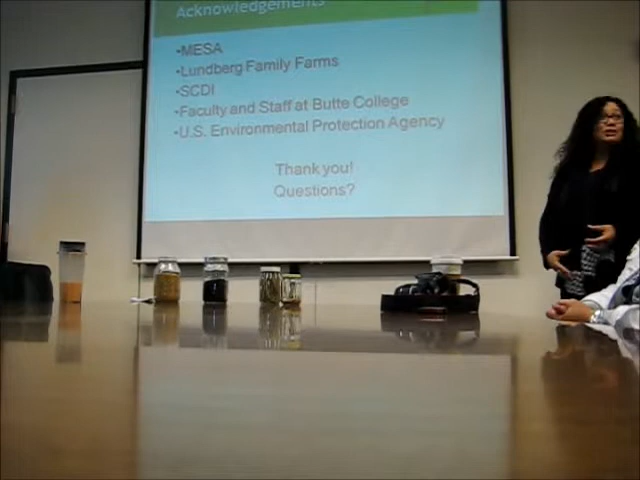 Acknowledgements
•MESA
•Lundberg Family Farms
•SCDI
•Faculty and Staff at Butte College
•U.S. Environmental Protection Agency
Thank you!
Questions?